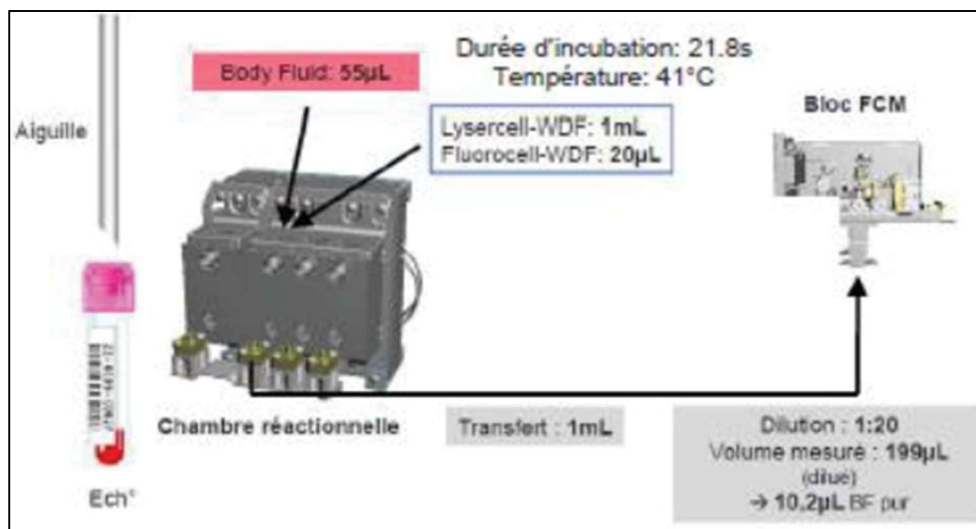 Durée d'incubation: 21.8s
Température: 41°C
Body Fluid: 55µL
Bloc FCM
Aiguille
Lysercell-WDF: 1mL
Fluorocell-WDF: 20µL
Chambre réactionnelle
Transfert : 1mL
Dilution : 1:20
Volume mesuré : 199µL
(dilué)
→ 10,2µL BF pur
Ech°